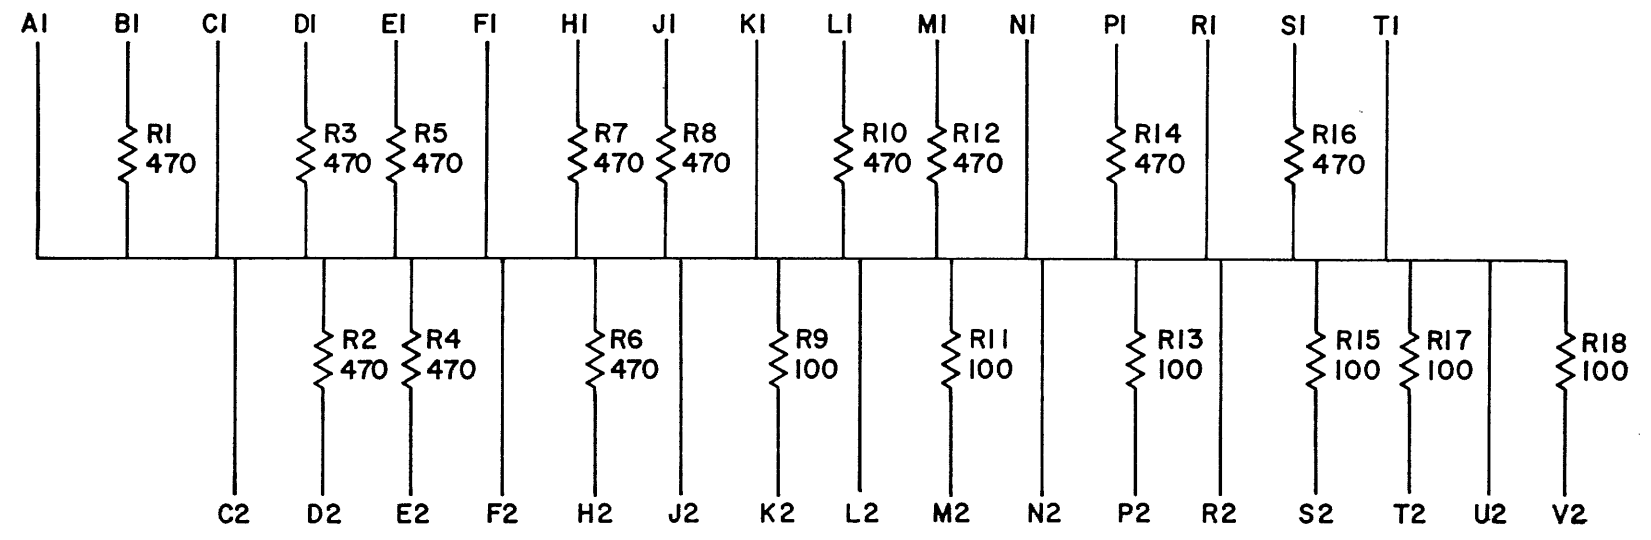 A1 B1 C1 D1 E1 F1 H1 J1 K1 L1 M1 N1 P1 R1 S1 T1
R1 R3 R5 R7 R8 R10 R12 R14 R16
470 470 470 470 470 470 470 470 470
R2 R4 R6 R9 R11 R13 R15 R17 R18
470 470 470 100 100 100 100 100 100
C2 D2 E2 F2 H2 J2 K2 L2 M2 N2 P2 R2 S2 T2 U2 V2